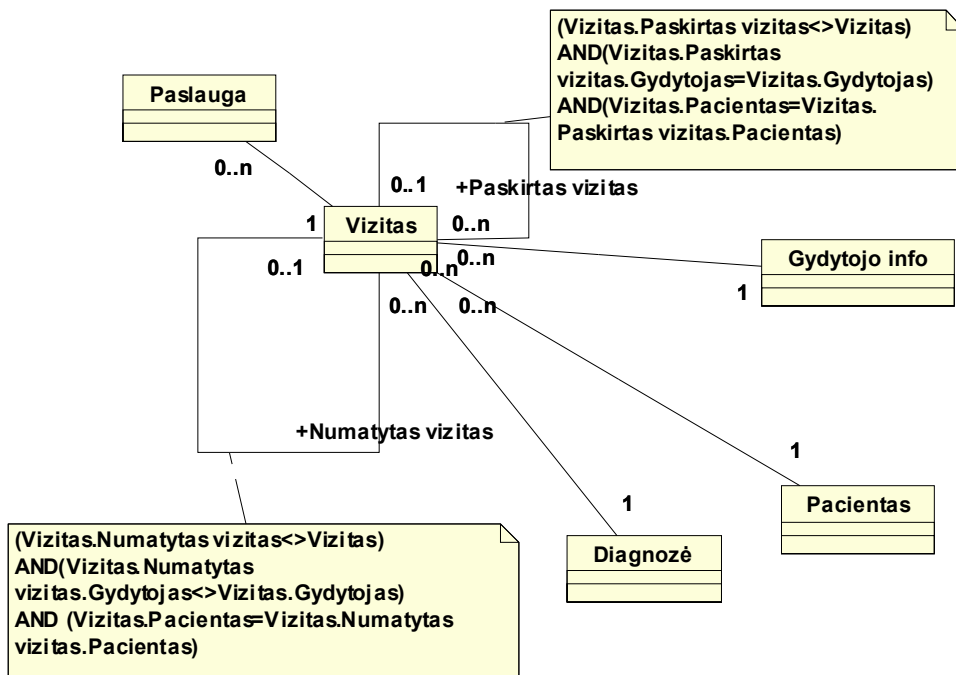 (Vizitas.Paskirtas vizitas<>Vizitas)
AND(Vizitas.Paskirtas
vizitas.Gydytojas=Vizitas.Gydytojas)
AND(Vizitas.Pacientas=Vizitas.
Paskirtas vizitas.Pacientas)
Paslauga
0..n
0..1
+Paskirtas vizitas
1
Vizitas
0..n
0..1
0..n
0..n
Gydytojo info
1
0..n
0..n
+Numatytas vizitas
1
Pacientas
1
Diagnozė
(Vizitas.Numatytas vizitas<>Vizitas)
AND(Vizitas.Numatytas
vizitas.Gydytojas<>Vizitas.Gydytojas)
AND (Vizitas.Pacientas=Vizitas.Numatytas
vizitas.Pacientas)